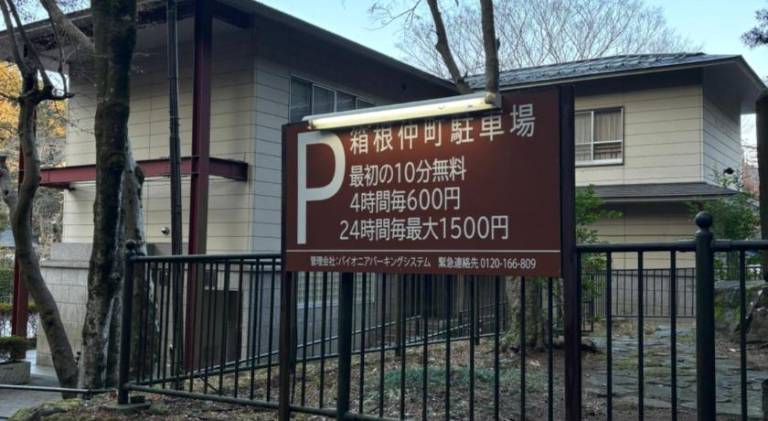 P
箱根仲町駐車場
最初の10分無料
4時間毎600円
24時間毎最大1500円
管理会社:パイオニアパーキングシステム 緊急連絡先 0120-166-809